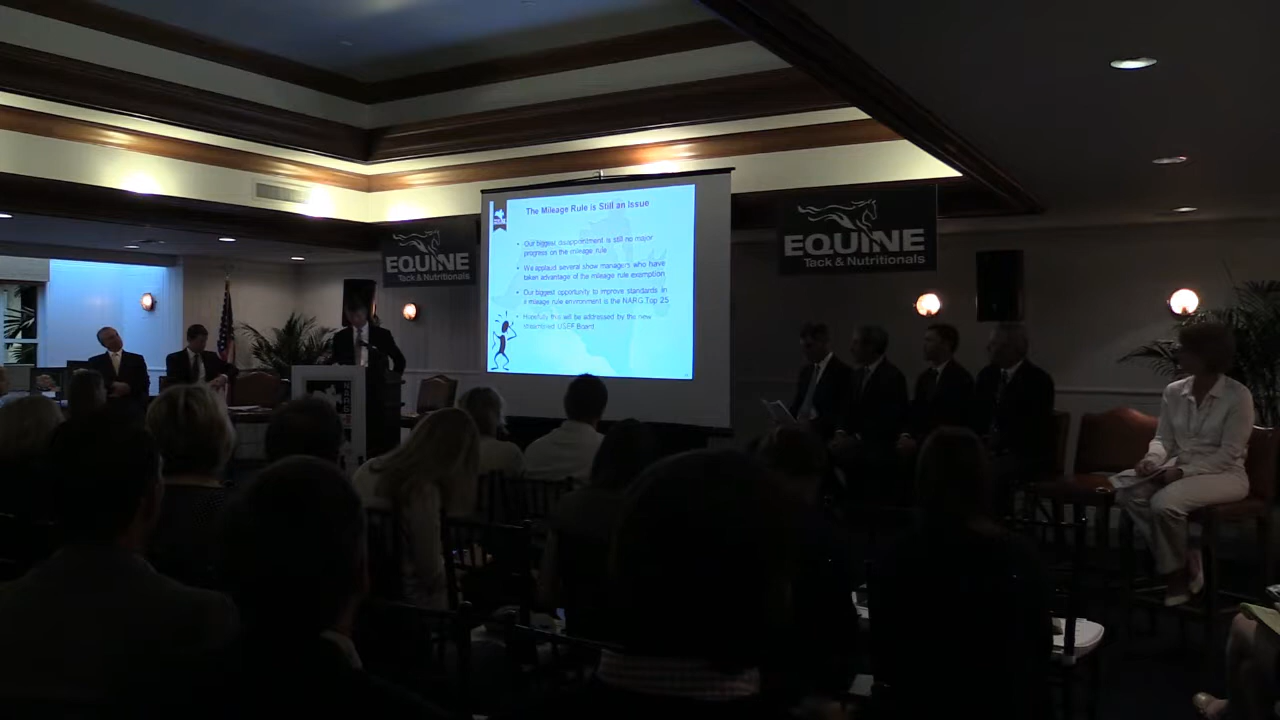 The Mileage Rule is Still an Issue
• Our biggest disappointment is still no major
progress on the mileage rule
• We applaud several show managers who have
taken advantage of the mileage rule exemption
• Our biggest opportunity to improve standards in
a mileage rule environment is the NARG Top 25
• Hopefully this will be addressed by the new
streamlined USEF Board
EQUINE
Tack & Nutritionals
EQUINE
Tack & Nutritionals
NARG